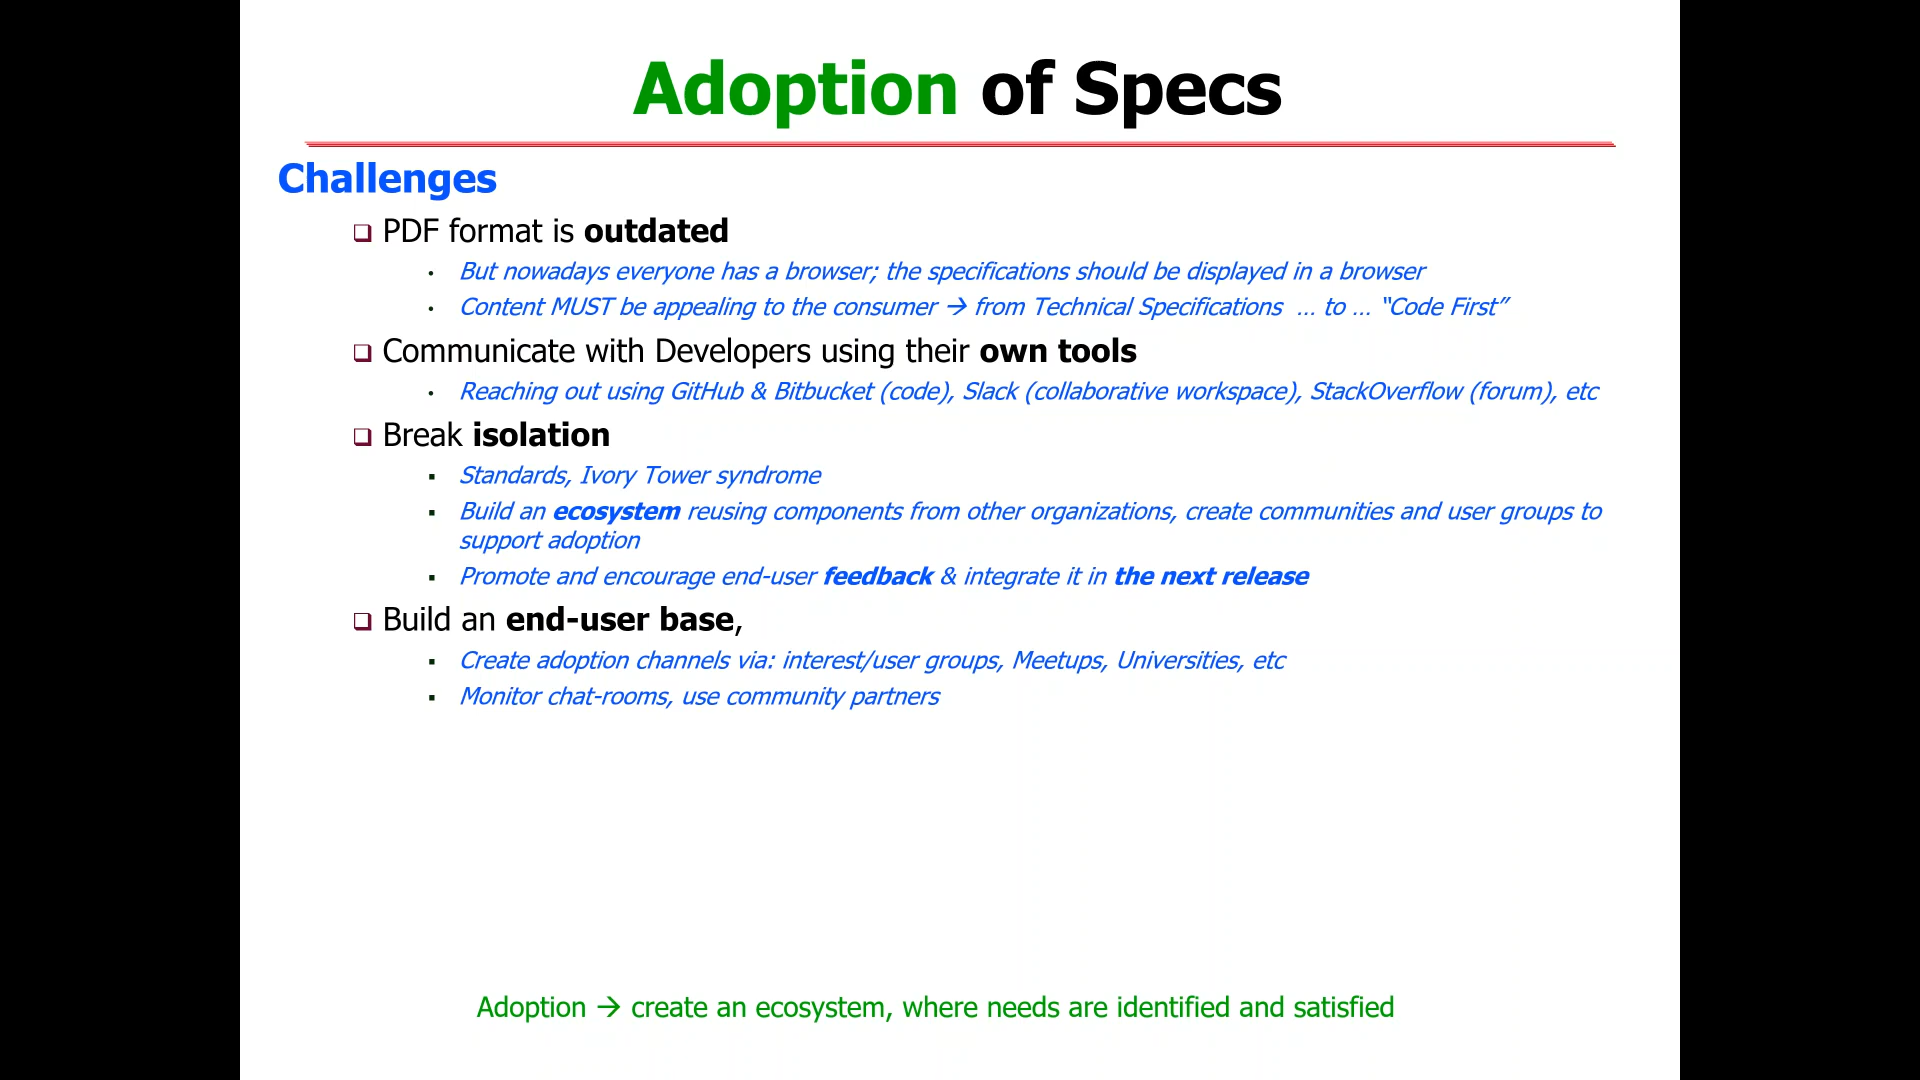 Adoption of Specs
Challenges
❑ PDF format is outdated
• But nowadays everyone has a browser; the specifications should be displayed in a browser
• Content MUST be appealing to the consumer → from Technical Specifications ... to ... “Code First”
❑ Communicate with Developers using their own tools
• Reaching out using GitHub & Bitbucket (code), Slack (collaborative workspace), StackOverflow (forum), etc
❑ Break isolation
▪ Standards, Ivory Tower syndrome
▪ Build an ecosystem reusing components from other organizations, create communities and user groups to
support adoption
▪ Promote and encourage end-user feedback & integrate it in the next release
❑ Build an end-user base,
▪ Create adoption channels via: interest/user groups, Meetups, Universities, etc
▪ Monitor chat-rooms, use community partners
Adoption → create an ecosystem, where needs are identified and satisfied